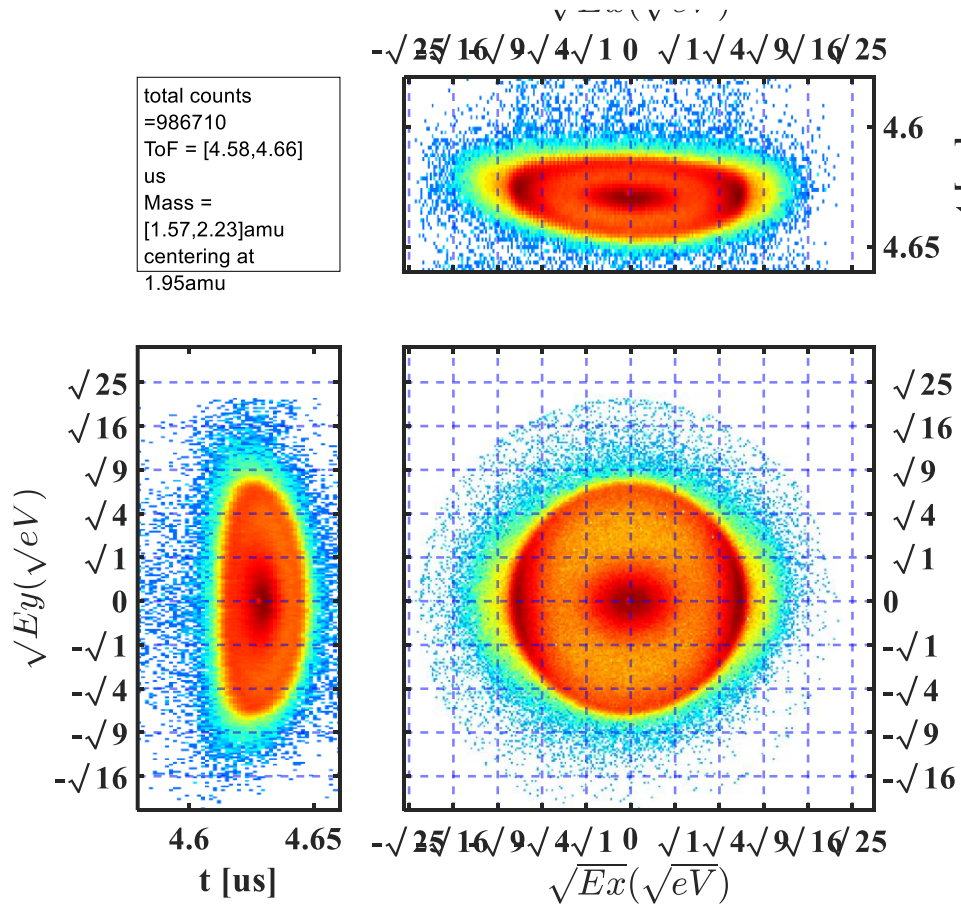 -√25 -√16 -√9 -√4 -√1 0 √1 √4 √9 √16 √25
total counts
=986710
ToF = [4.58,4.66]
us
Mass =
[1.57,2.23]amu
centering at
1.95amu
4.6
4.65
√25
√16
√9
√4
√1
0
-√1
-√4
-√9
-√16
√Ey(√eV)
4.6 4.65
t [us]
√25
√16
√9
√4
√1
0
-√1
-√4
-√9
-√16
-√25 -√16 -√9 -√4 -√1 0 √1 √4 √9 √16 √25
√Ex(√eV)